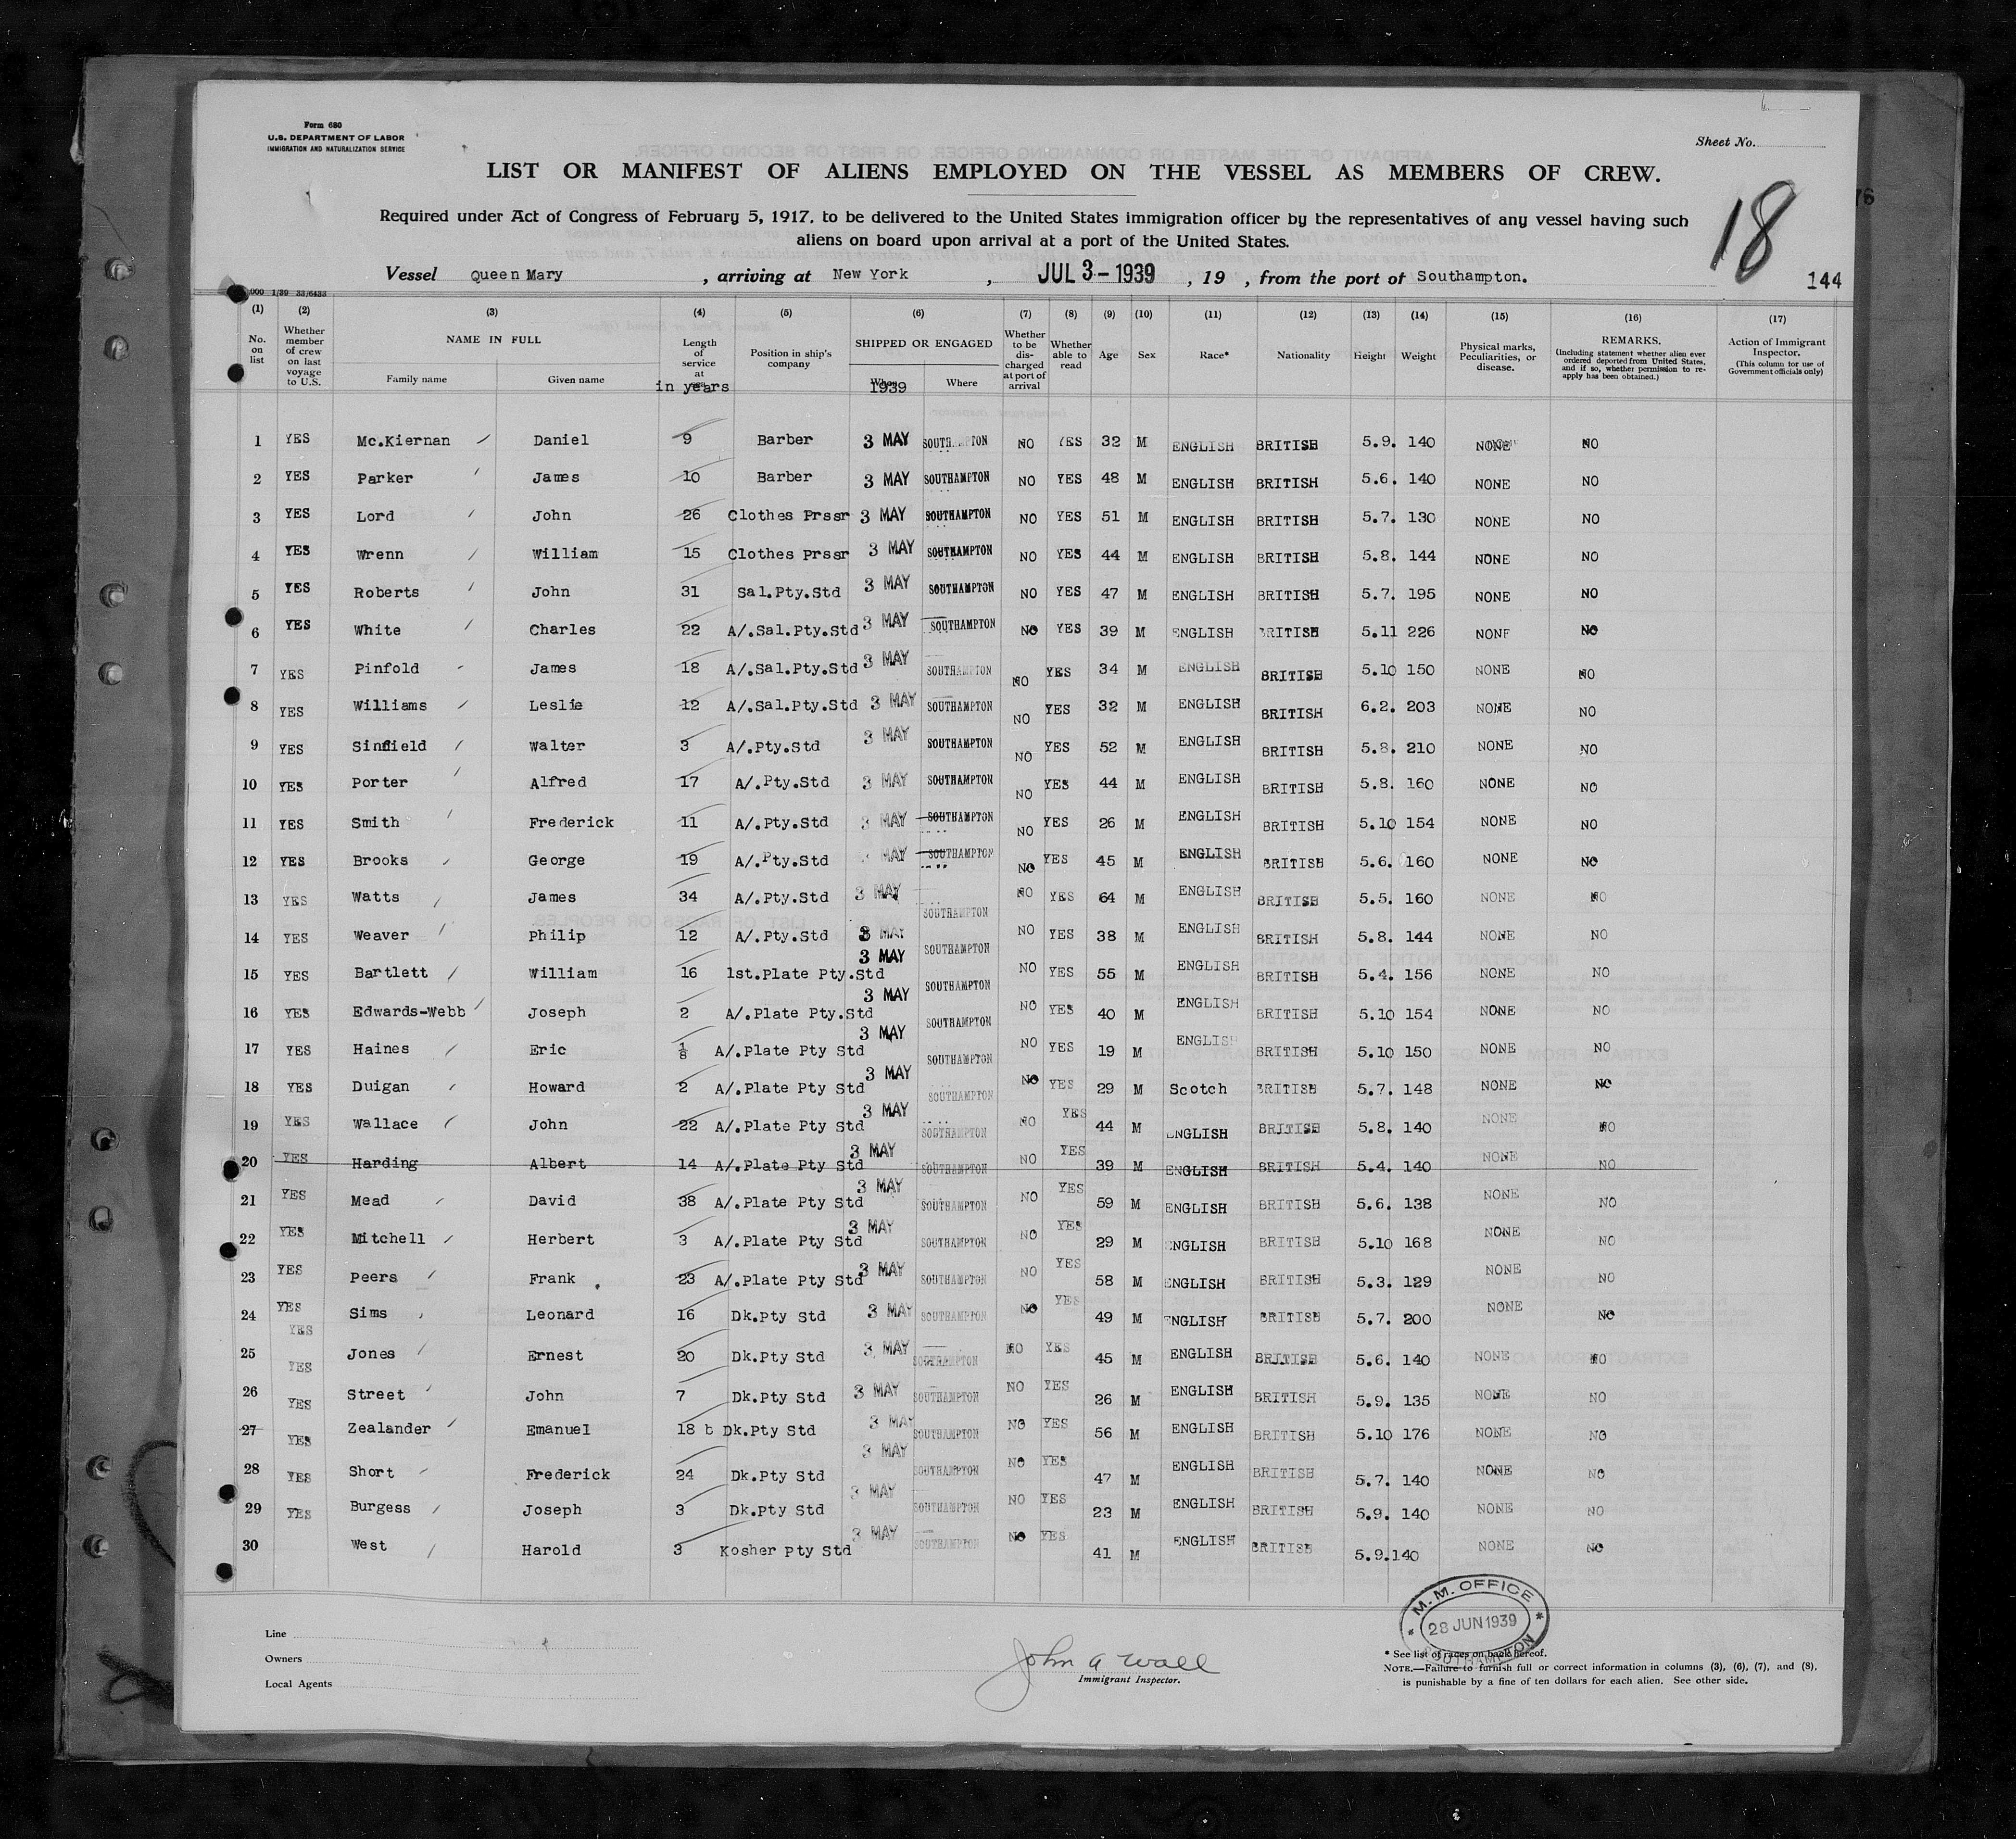 Form 680
U.S. DEPARTMENT OF LABOR
IMMIGRATION AND NATURALIZATION SERVICE
Sheet No.
LIST OR MANIFEST OF ALIENS EMPLOYED ON THE VESSEL AS MEMBERS OF CREW.
18
76
Required under Act of Congress of February 5, 1917, to be delivered to the United States immigration officer by the representatives of any vessel having such
aliens on board upon arrival at a port of the United States.
Vessel Queen Mary, arriving at New York, JUL 3-1939, 19 , from the port of Southampton.
144
000 1/39 33/6433
(1) (2) (3) (4) (5) (6) (7) (8) (9) (10) (11) (12) (13) (14) (15) (16) (17)
No. on list Whether member of crew on last voyage to U.S. NAME IN FULL Family name Given name Length of service at in years Position in ship's company SHIPPED OR ENGAGED 1939 Where Whether to be discharged at port of arrival Whether able to read Age Sex Race* Nationality Height Weight Physical marks, Peculiarities, or disease. REMARKS. (Including statement whether alien ever ordered deported from United States, and if so, whether permission to re-apply has been obtained.) Action of Immigrant Inspector. (This column for use of Government officials only)
1 YES Mc.Kiernan Daniel 9 Barber 3 MAY SOUTHAMPTON NO YES 32 M ENGLISH BRITISH 5.9. 140 NONE NO
2 YES Parker James 10 Barber 3 MAY SOUTHAMPTON NO YES 48 M ENGLISH BRITISH 5.6. 140 NONE NO
3 YES Lord John 26 Clothes Prssr 3 MAY SOUTHAMPTON NO YES 51 M ENGLISH BRITISH 5.7. 130 NONE NO
4 YES Wrenn William 15 Clothes Prssr 3 MAY SOUTHAMPTON NO YES 44 M ENGLISH BRITISH 5.8. 144 NONE NO
5 YES Roberts John 31 Sal.Pty.Std 3 MAY SOUTHAMPTON NO YES 47 M ENGLISH BRITISH 5.7. 195 NONE NO
6 YES White Charles 22 A/.Sal.Pty.Std 3 MAY SOUTHAMPTON NO YES 39 M ENGLISH BRITISH 5.11 226 NONE NO
7 YES Pinfold James 18 A/.Sal.Pty.Std 3 MAY SOUTHAMPTON NO YES 34 M ENGLISH BRITISH 5.10 150 NONE NO
8 YES Williams Leslie 12 A/.Sal.Pty.Std 3 MAY SOUTHAMPTON NO YES 32 M ENGLISH BRITISH 6.2. 203 NONE NO
9 YES Sinfield Walter 3 A/.Pty.Std 3 MAY SOUTHAMPTON NO YES 52 M ENGLISH BRITISH 5.8. 210 NONE NO
10 YES Porter Alfred 17 A/.Pty.Std 3 MAY SOUTHAMPTON NO YES 44 M ENGLISH BRITISH 5.8. 160 NONE NO
11 YES Smith Frederick 11 A/.Pty.Std 3 MAY SOUTHAMPTON NO YES 26 M ENGLISH BRITISH 5.10 154 NONE NO
12 YES Brooks George 19 A/.Pty.Std MAY SOUTHAMPTON NO YES 45 M ENGLISH BRITISH 5.6. 160 NONE NO
13 YES Watts James 34 A/.Pty.Std 3 MAY SOUTHAMPTON NO YES 64 M ENGLISH BRITISH 5.5. 160 NONE NO
14 YES Weaver Philip 12 A/.Pty.Std 3 MAY SOUTHAMPTON NO YES 38 M ENGLISH BRITISH 5.8. 144 NONE NO
15 YES Bartlett William 16 1st.Plate Pty.Std 3 MAY SOUTHAMPTON NO YES 55 M ENGLISH BRITISH 5.4. 156 NONE NO
16 YES Edwards-Webb Joseph 2 A/.Plate Pty.Std 3 MAY SOUTHAMPTON NO YES 40 M ENGLISH BRITISH 5.10 154 NONE NO
17 YES Haines Eric 1/8 A/.Plate Pty Std 3 MAY SOUTHAMPTON NO YES 19 M ENGLISH BRITISH 5.10 150 NONE NO
18 YES Duigan Howard 2 A/.Plate Pty Std 3 MAY SOUTHAMPTON NO YES 29 M Scotch BRITISH 5.7. 148 NONE NO
19 YES Wallace John 22 A/.Plate Pty Std 3 MAY SOUTHAMPTON NO YES 44 M ENGLISH BRITISH 5.8. 140 NONE NO
20 YES Harding Albert 14 A/.Plate Pty Std 3 MAY SOUTHAMPTON NO YES 39 M ENGLISH BRITISH 5.4. 140 NONE NO
21 YES Mead David 38 A/.Plate Pty Std 3 MAY SOUTHAMPTON NO YES 59 M ENGLISH BRITISH 5.6. 138 NONE NO
22 YES Mitchell Herbert 3 A/.Plate Pty Std 3 MAY SOUTHAMPTON NO YES 29 M ENGLISH BRITISH 5.10 168 NONE NO
23 YES Peers Frank 23 A/.Plate Pty Std 3 MAY SOUTHAMPTON NO YES 58 M ENGLISH BRITISH 5.3. 129 NONE NO
24 YES Sims Leonard 16 Dk.Pty Std 3 MAY SOUTHAMPTON NO YES 49 M ENGLISH BRITISH 5.7. 200 NONE NO
YES
25 YES Jones Ernest 20 Dk.Pty Std 3 MAY SOUTHAMPTON NO YES 45 M ENGLISH BRITISH 5.6. 140 NONE NO
26 YES Street John 7 Dk.Pty Std 3 MAY SOUTHAMPTON NO YES 26 M ENGLISH BRITISH 5.9. 135 NONE NO
27 YES Zealander Emanuel 18 b Dk.Pty Std 3 MAY SOUTHAMPTON NO YES 56 M ENGLISH BRITISH 5.10 176 NONE NO
28 YES Short Frederick 24 Dk.Pty Std 3 MAY SOUTHAMPTON NO YES 47 M ENGLISH BRITISH 5.7. 140 NONE NO
29 YES Burgess Joseph 3 Dk.Pty Std 3 MAY SOUTHAMPTON NO YES 23 M ENGLISH BRITISH 5.9. 140 NONE NO
30 West Harold 3 Kosher Pty Std 3 MAY SOUTHAMPTON NO YES 41 M ENGLISH BRITISH 5.9.140 NONE NO
M.M. OFFICE
28 JUN 1939
SOUTHAMPTON
Line
Owners
Local Agents
John A Wall
Immigrant Inspector.
* See list of races on back hereof.
NOTE.—Failure to furnish full or correct information in columns (3), (6), (7), and (8),
is punishable by a fine of ten dollars for each alien. See other side.